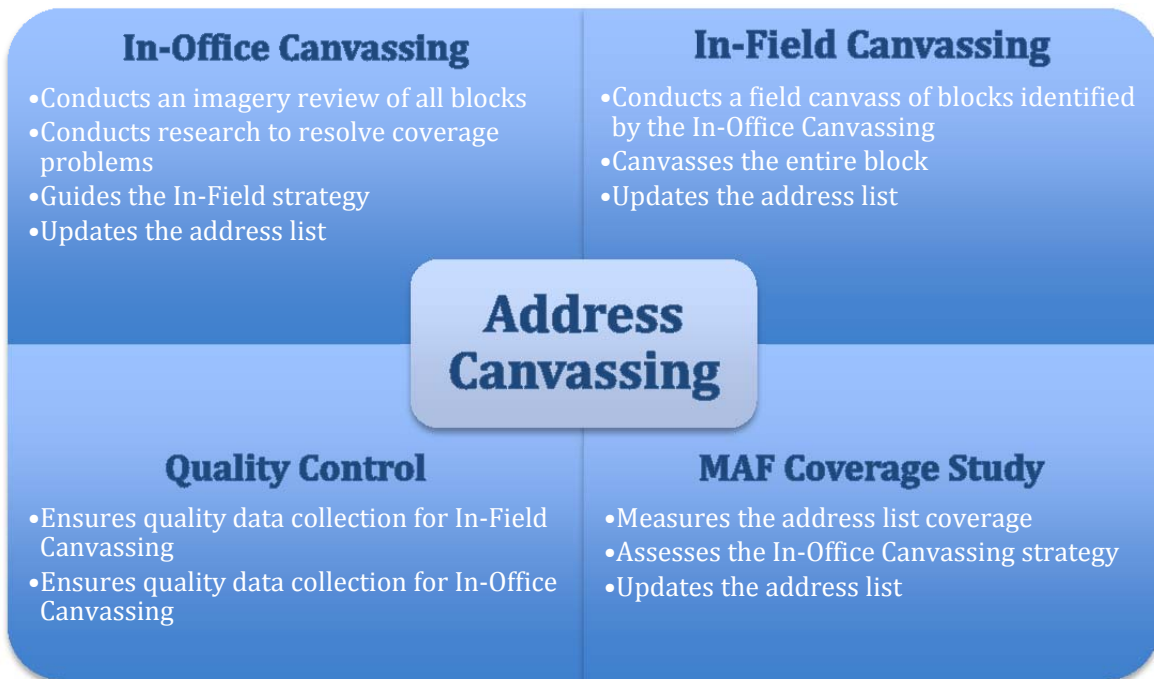 In-Office Canvassing
•Conducts an imagery review of all blocks
•Conducts research to resolve coverage
problems
•Guides the In-Field strategy
•Updates the address list
In-Field Canvassing
•Conducts a field canvass of blocks identified
by the In-Office Canvassing
•Canvasses the entire block
•Updates the address list
Address
Canvassing
Quality Control
•Ensures quality data collection for In-Field
Canvassing
•Ensures quality data collection for In-Office
Canvassing
MAF Coverage Study
•Measures the address list coverage
•Assesses the In-Office Canvassing strategy
•Updates the address list